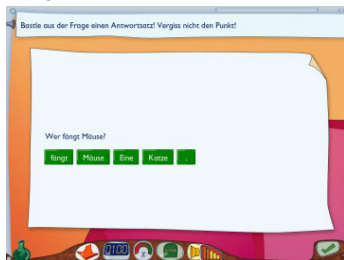 Bastle aus der Frage einen Antwortsatz! Vergiss nicht den Punkt!
Wer fängt Mäuse?
fängt Mäuse Eine Katze .